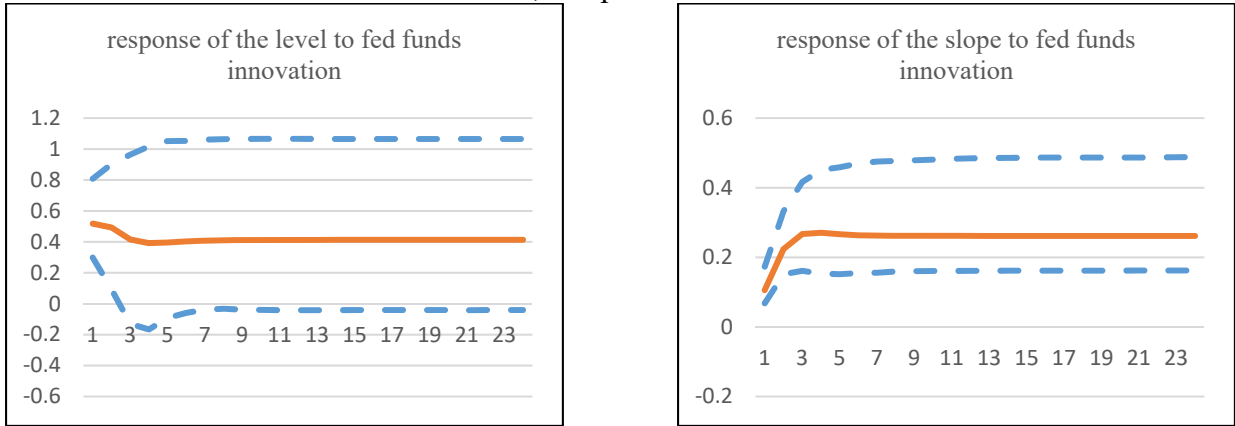 response of the level to fed funds
innovation
1.2
1
0.8
0.6
0.4
0.2
0
-0.2
-0.4
-0.6
1 3 5 7 9 11 13 15 17 19 21 23
response of the slope to fed funds
innovation
0.6
0.4
0.2
0
-0.2
1 3 5 7 9 11 13 15 17 19 21 23